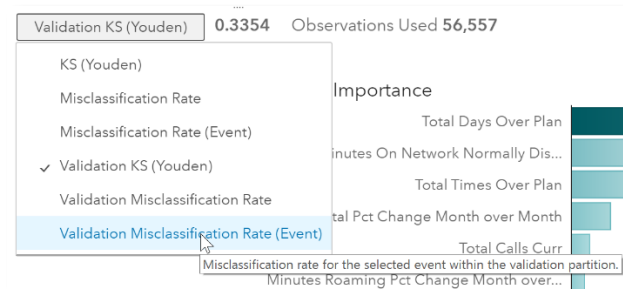 Validation KS (Youden) 0.3354 Observations Used 56,557
KS (Youden)
Misclassification Rate
Misclassification Rate (Event)
Validation KS (Youden)
Validation Misclassification Rate
Validation Misclassification Rate (Event)
Importance
Total Days Over Plan
inutes On Network Normally Dis...
Total Times Over Plan
tal Pct Change Month over Month
Total Calls Curr
Misclassification rate for the selected event within the validation partition.
Minutes Roaming Pct Change Month over...